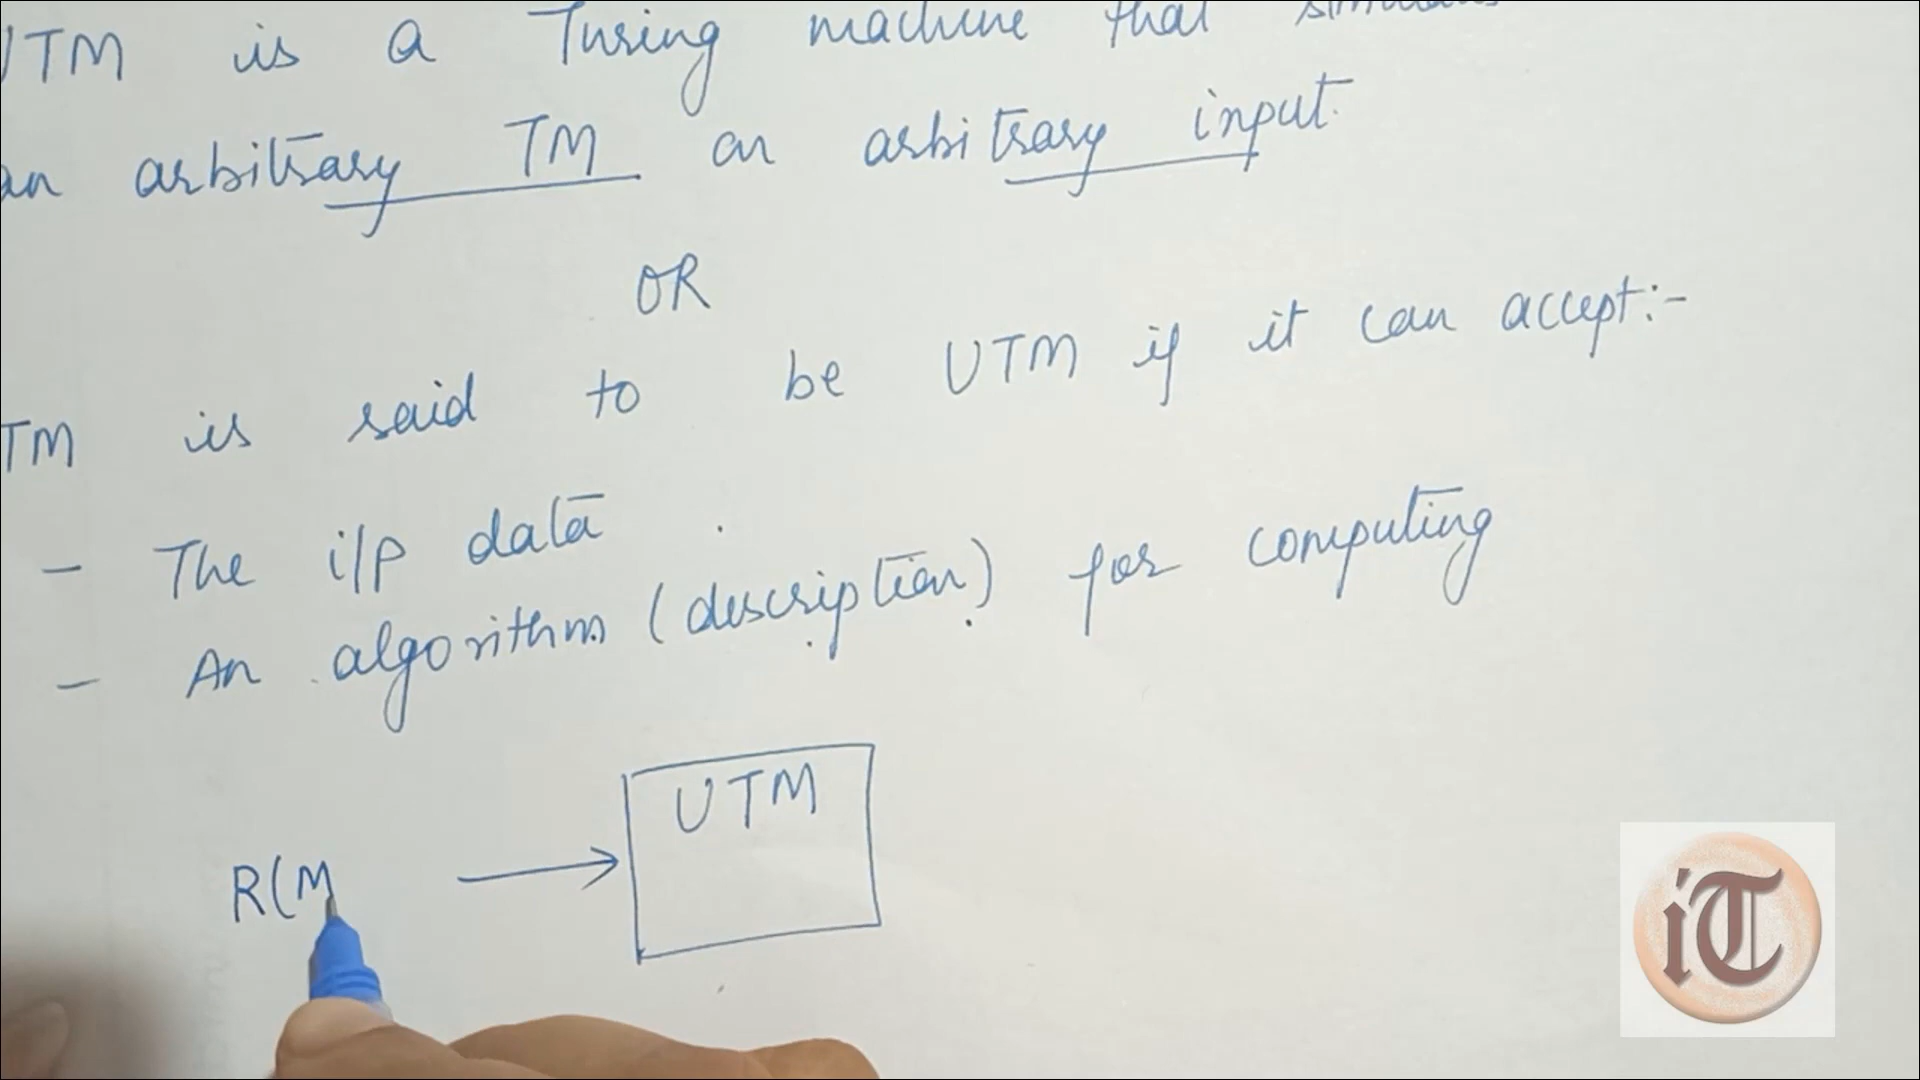 UTM is a Turing machine that
an arbitrary TM on arbitrary input.
OR
TM is said to be UTM if it can accept:-
- The i/p data
- An algorithm (description) for computing
UTM
R(M
iT